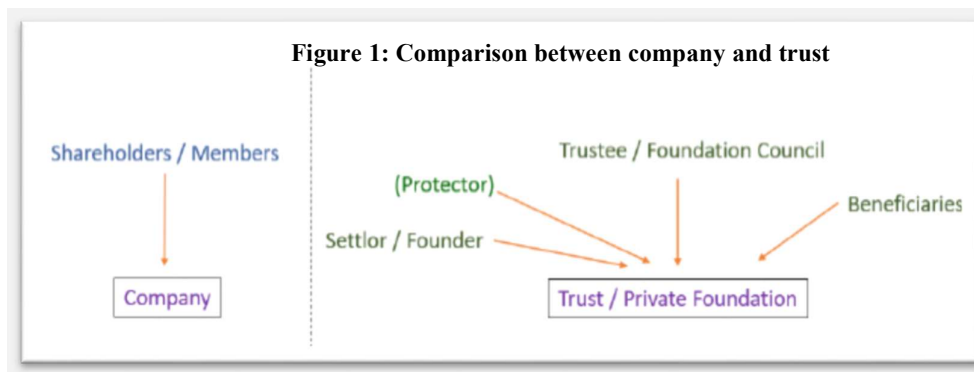 Figure 1: Comparison between company and trust
Shareholders / Members
Company
Trustee / Foundation Council
(Protector)
Beneficiaries
Settlor / Founder
Trust / Private Foundation